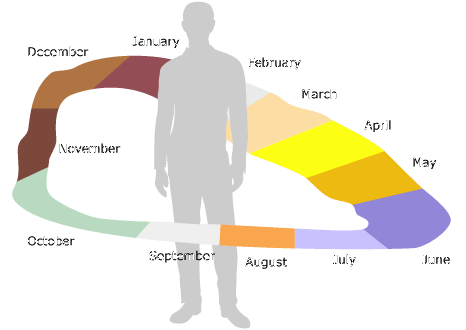 January
February
March
April
May
June
July
August
September
October
November
December